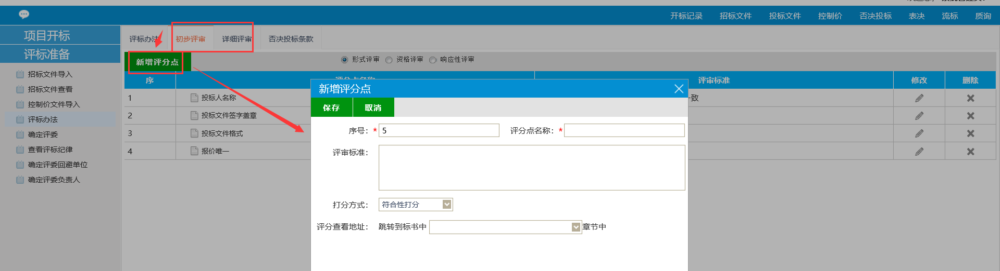 开标记录 招标文件 投标文件 控制价 否决投标 表决 流标 质询
项目开标
评标准备
招标文件导入
招标文件查看
控制价文件导入
评标办法
确定评委
查看评标纪律
确定评委回避单位
确定评委负责人
评标办法 初步评审 详细评审 否决投标条款
新增评分点 形式评审 资格评审 响应性评审
序 评分点名称 评审标准 修改 删除
1 投标人名称 一致
2 投标文件签字盖章
3 投标文件格式
4 报价唯一
新增评分点
保存 取消
序号：* 5 评分点名称：*
评审标准：
打分方式： 符合性打分
评分查看地址： 跳转到标书中 章节中